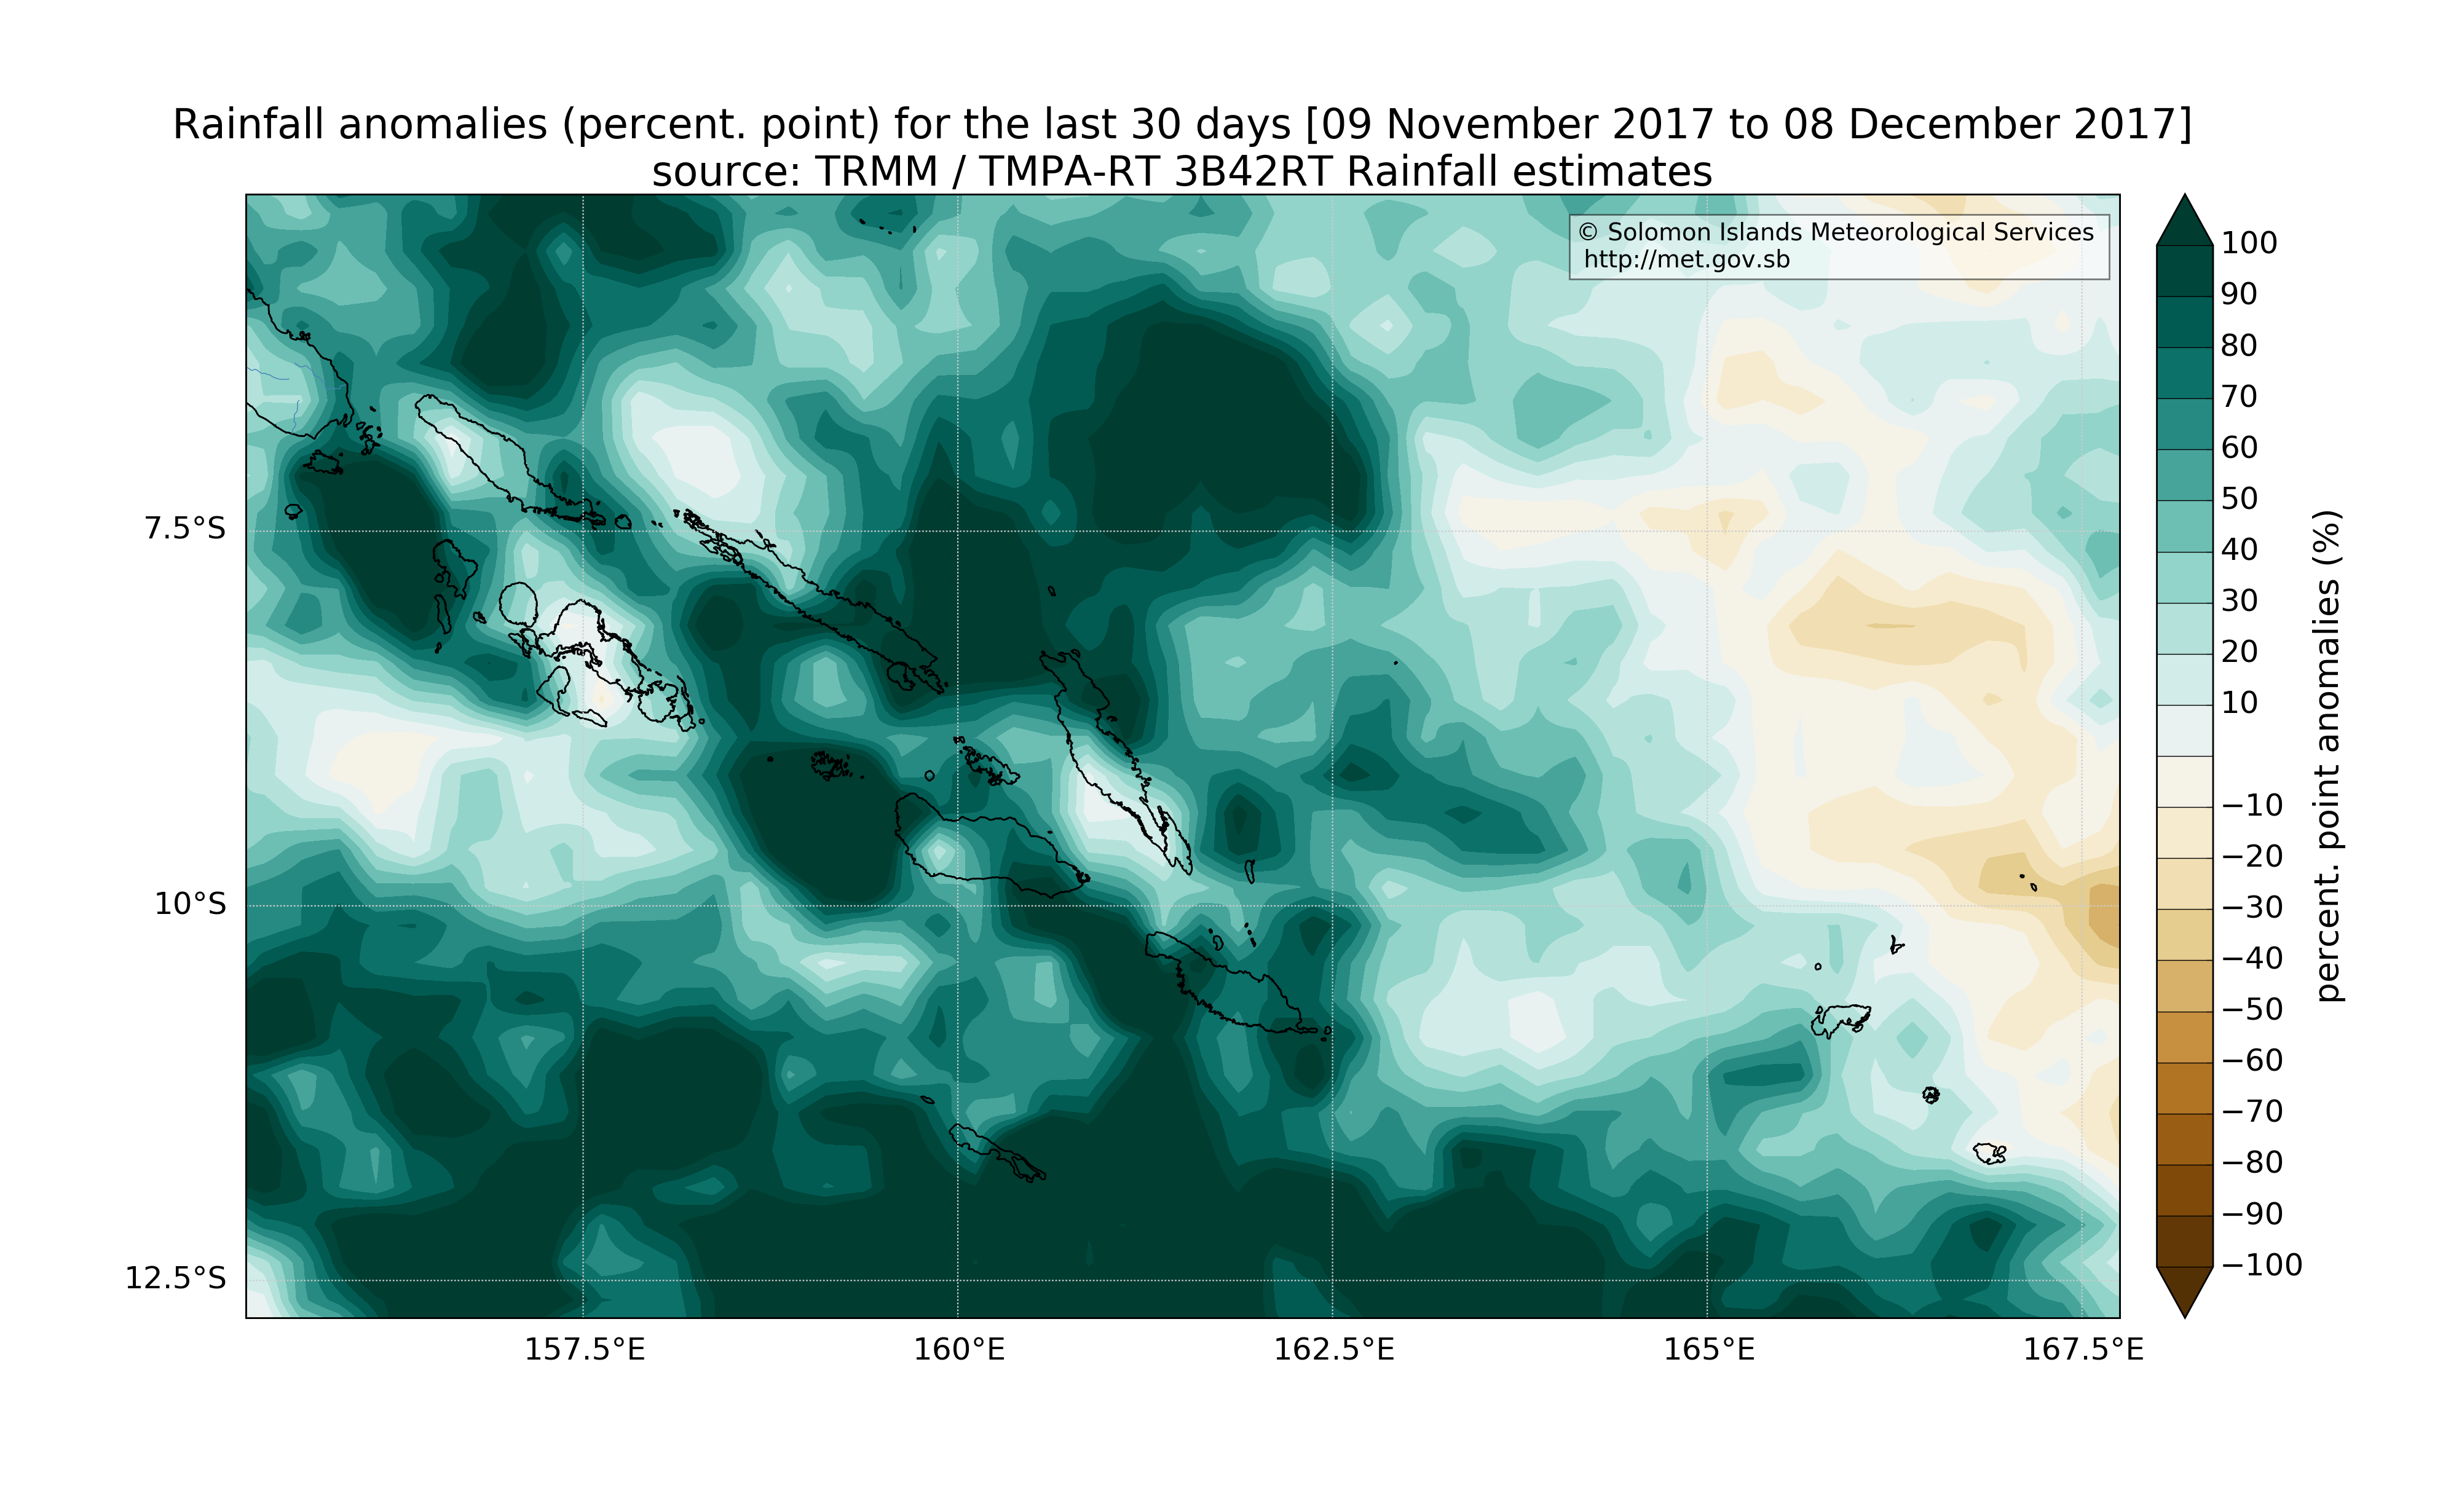 Rainfall anomalies (percent. point) for the last 30 days [09 November 2017 to 08 December 2017]
source: TRMM / TMPA-RT 3B42RT Rainfall estimates
© Solomon Islands Meteorological Services
http://met.gov.sb
7.5°S
10°S
12.5°S
157.5°E
160°E
162.5°E
165°E
167.5°E
100
90
80
70
60
50
40
30
20
10
−10
−20
−30
−40
−50
−60
−70
−80
−90
−100
percent. point anomalies (%)